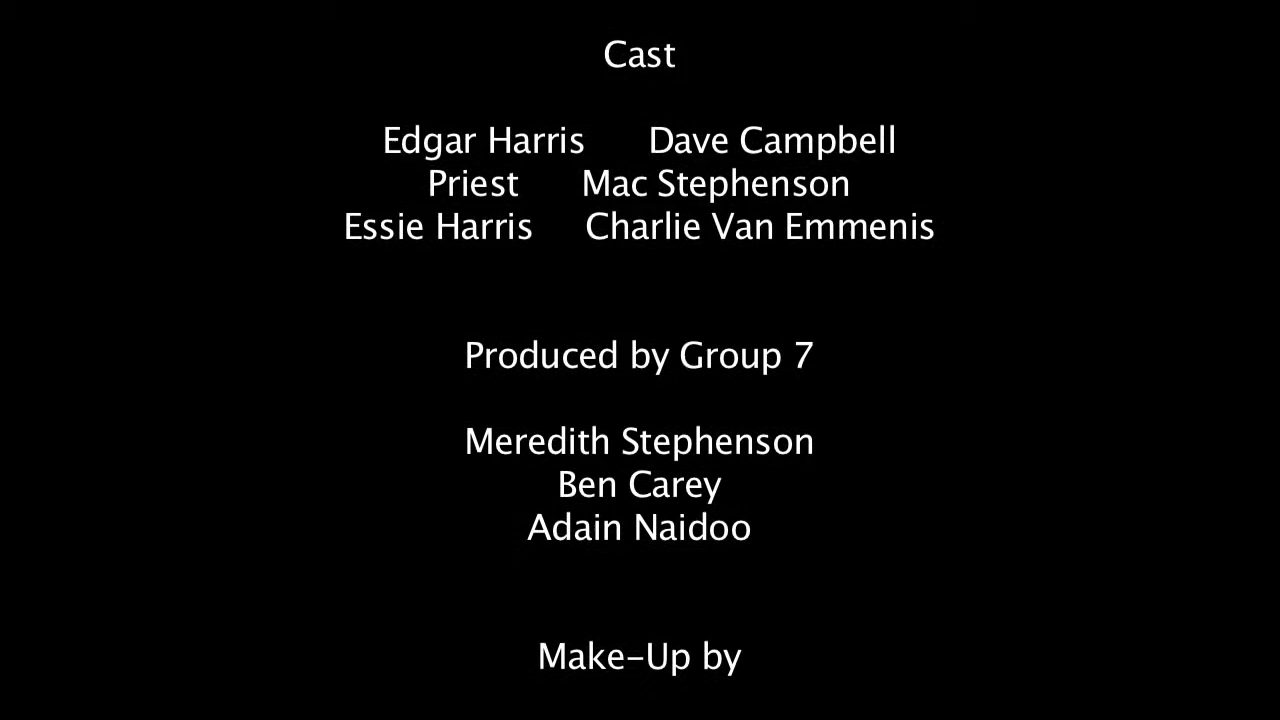 Cast
Edgar Harris Dave Campbell
Priest Mac Stephenson
Essie Harris Charlie Van Emmenis
Produced by Group 7
Meredith Stephenson
Ben Carey
Adain Naidoo
Make-Up by